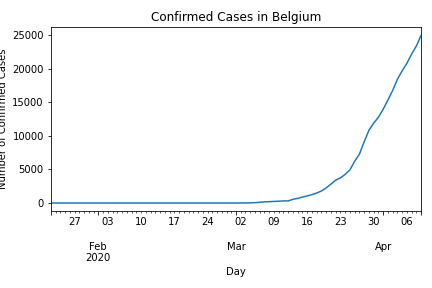 Confirmed Cases in Belgium
Number of Confirmed Cases
25000
20000
15000
10000
5000
0
27 03 10 17 24 02 09 16 23 30 06
Feb Mar Apr
2020
Day